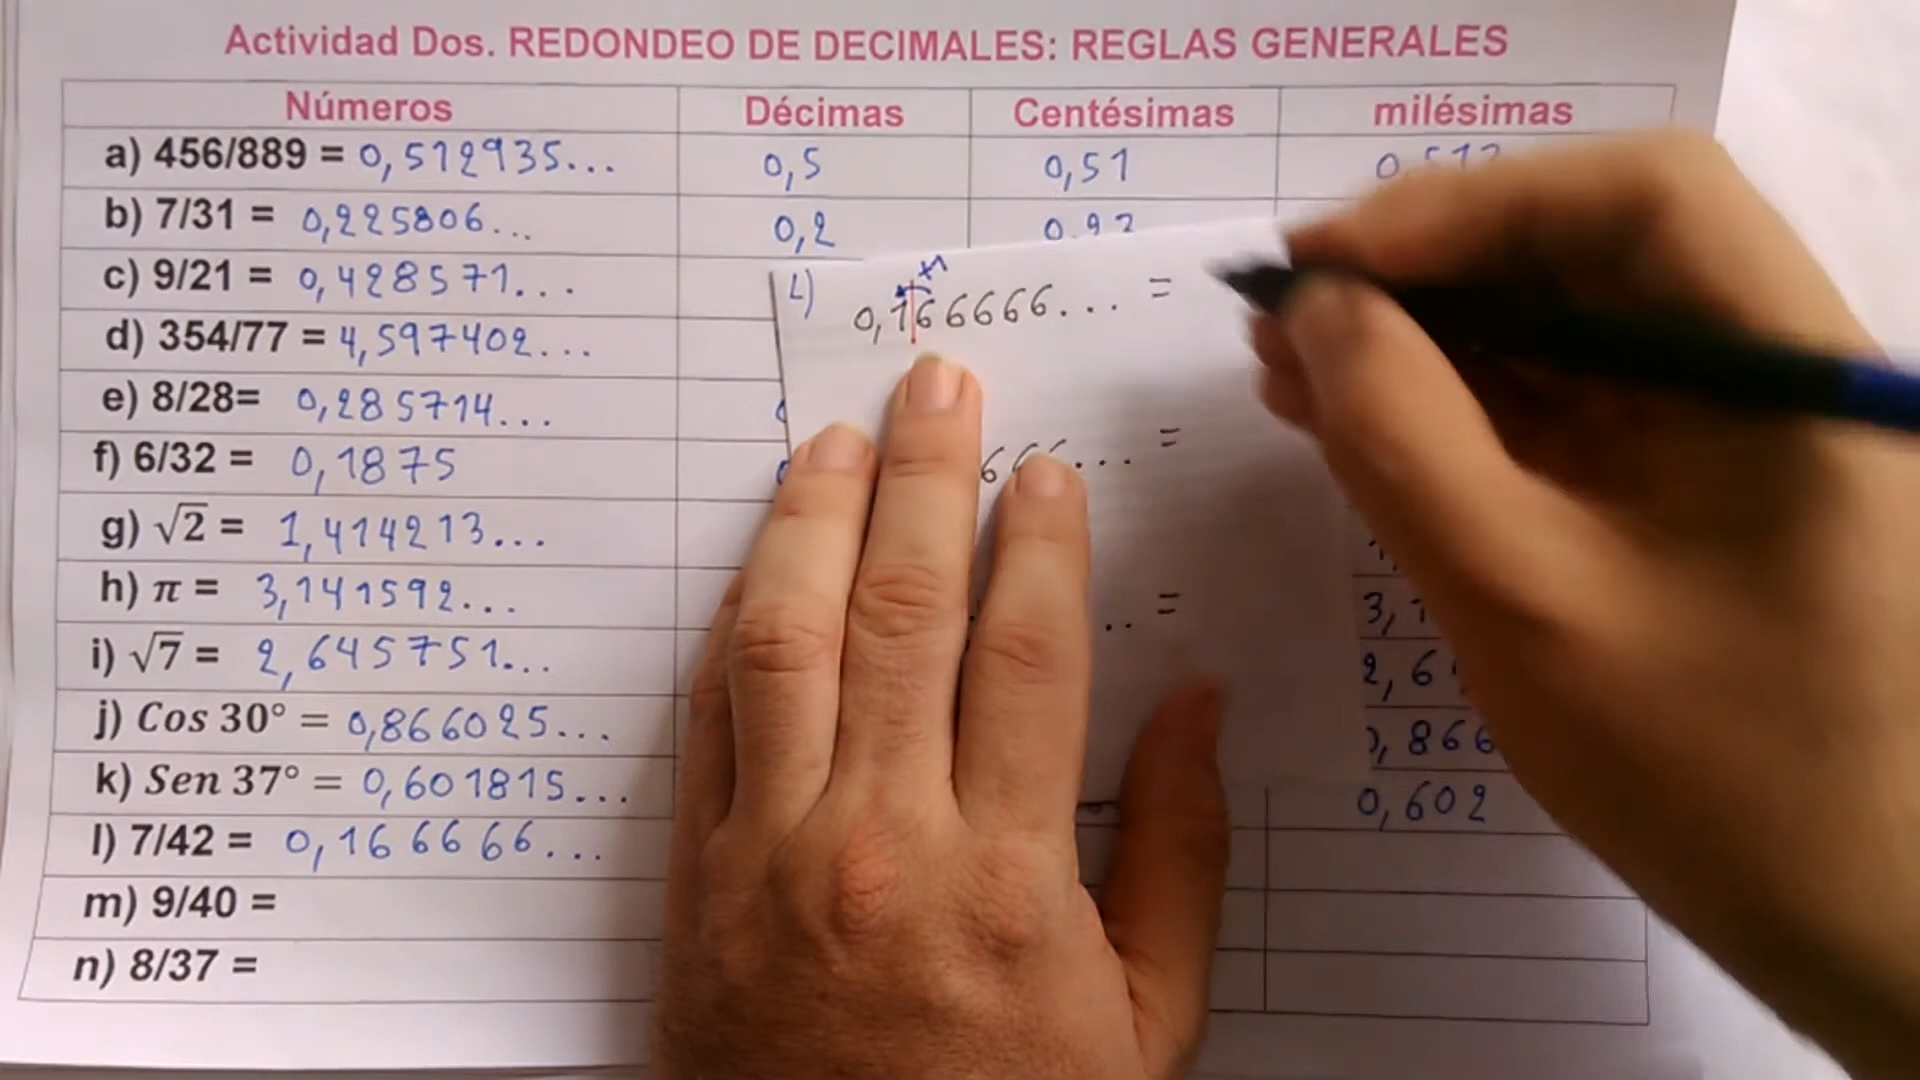 Actividad Dos. REDONDEO DE DECIMALES: REGLAS GENERALES
Números Décimas Centésimas milésimas
a) 456/889 = 0,512935... 0,5 0,51
b) 7/31 = 0,225806... 0,2
c) 9/21 = 0,428571...
d) 354/77 = 4,597402...
e) 8/28= 0,285714...
f) 6/32 = 0,1875
g) √2 = 1,414213...
h) π = 3,141592...
i) √7 = 2,645751...
j) Cos 30° = 0,866025...
k) Sen 37° = 0,601815... 0,602
l) 7/42 = 0,166666...
m) 9/40 =
n) 8/37 =
+1
L) 0,166666... =